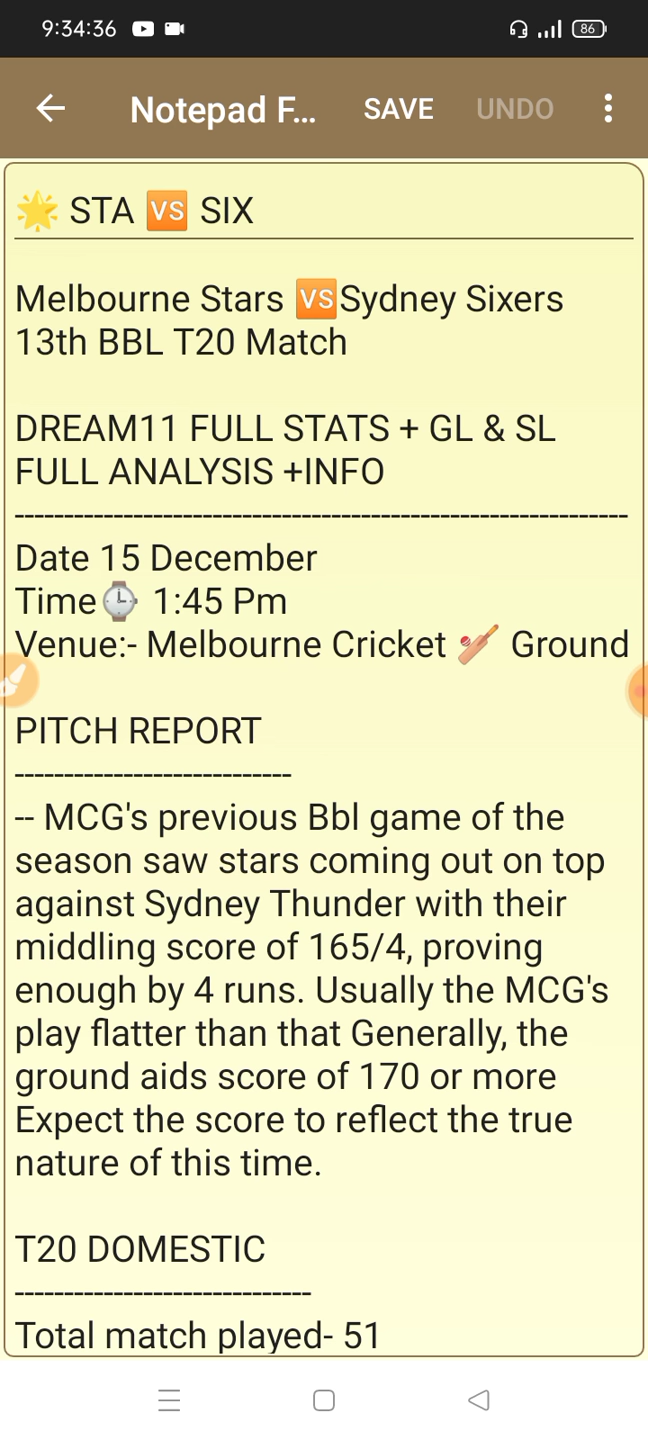 9:34:36 86
Notepad F... SAVE UNDO
🌟 STA 🆚 SIX
Melbourne Stars 🆚Sydney Sixers
13th BBL T20 Match
DREAM11 FULL STATS + GL & SL
FULL ANALYSIS +INFO
--------------------------------------------------------------
Date 15 December
Time⌚ 1:45 Pm
Venue:- Melbourne Cricket 🏏 Ground
PITCH REPORT
----------------------------
-- MCG's previous Bbl game of the
season saw stars coming out on top
against Sydney Thunder with their
middling score of 165/4, proving
enough by 4 runs. Usually the MCG's
play flatter than that Generally, the
ground aids score of 170 or more
Expect the score to reflect the true
nature of this time.
T20 DOMESTIC
------------------------------
Total match played- 51